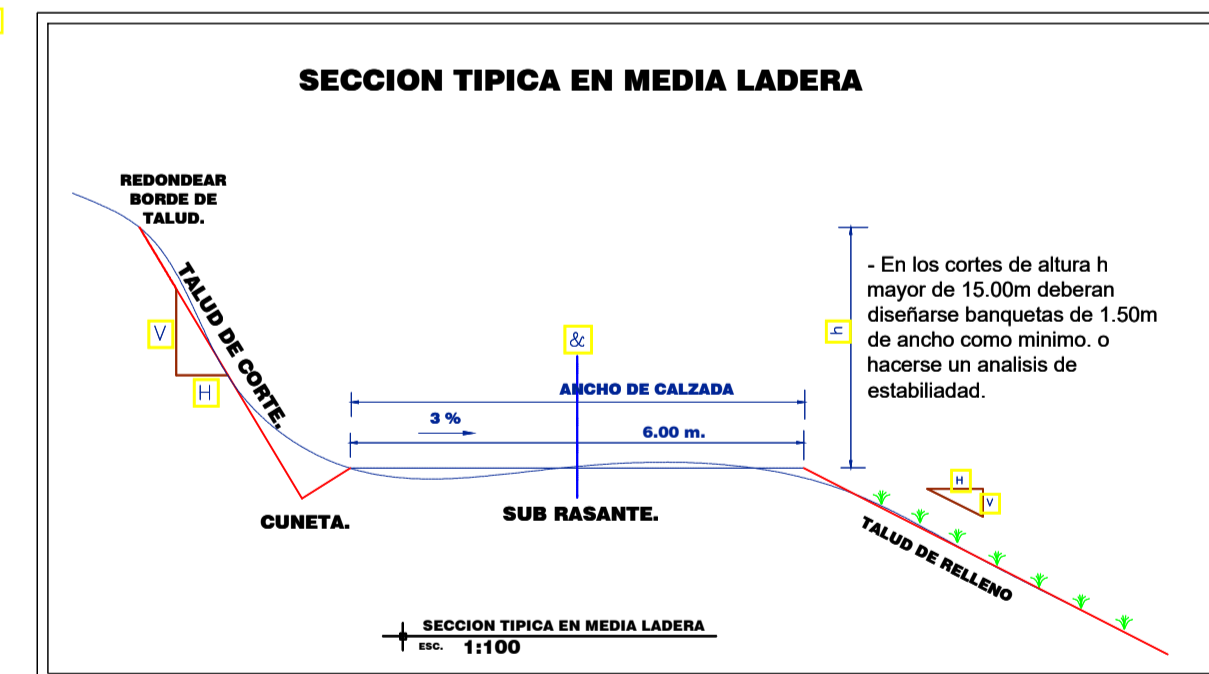 SECCION TIPICA EN MEDIA LADERA
REDONDEAR
BORDE DE
TALUD.
TALUD DE CORTE.
V
H
&
ANCHO DE CALZADA
3 %
6.00 m.
h
- En los cortes de altura h
mayor de 15.00m deberan
diseñarse banquetas de 1.50m
de ancho como minimo. o
hacerse un analisis de
estabiliadad.
CUNETA.
SUB RASANTE.
H
V
TALUD DE RELLENO
SECCION TIPICA EN MEDIA LADERA
ESC. 1:100